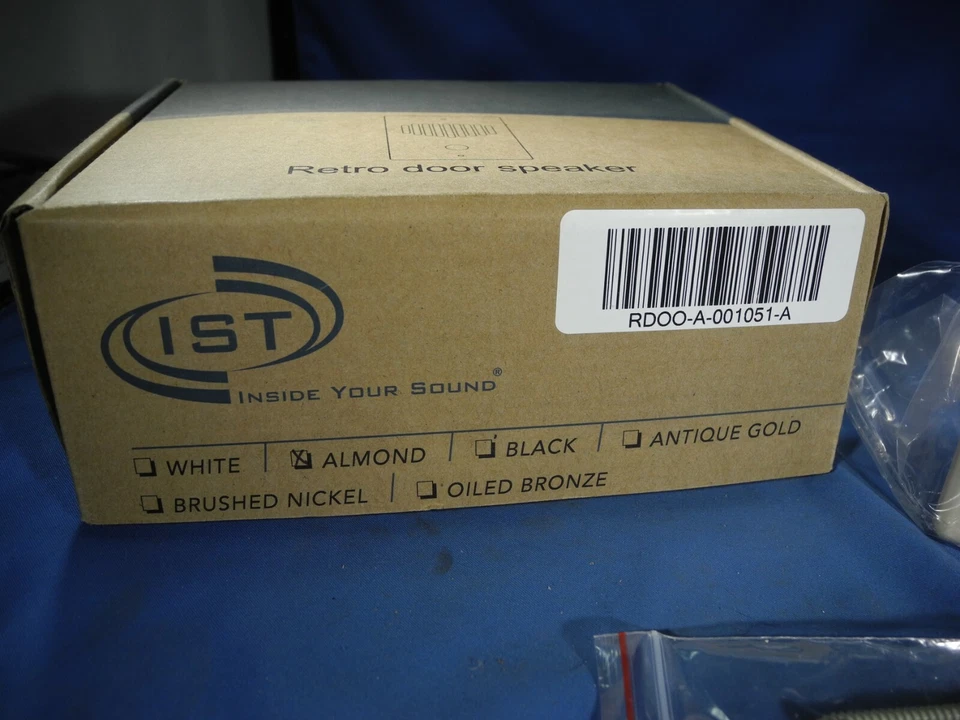 Retro door speaker
RDOO-A-001051-A
IST
INSIDE YOUR SOUND®
WHITE ALMOND BLACK ANTIQUE GOLD
BRUSHED NICKEL OILED BRONZE